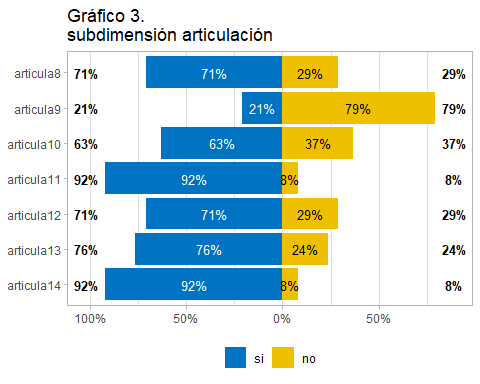 Gráfico 3.
subdimensión articulación
articula8 71% 71% 29% 29%
articula9 21% 21% 79% 79%
articula10 63% 63% 37% 37%
articula11 92% 92% 8% 8%
articula12 71% 71% 29% 29%
articula13 76% 76% 24% 24%
articula14 92% 92% 8% 8%
100% 50% 0% 50%
si no